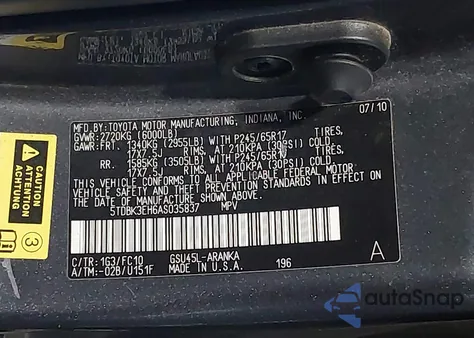 MFD. BY: TOYOTA MOTOR MANUFACTURING, INDIANA, INC. 07/10
GVWR: 2720KG (6000LB)
GAWR: FRT. 1340KG (2955LB) WITH P245/65R17 TIRES,
17X7.5J RIMS, AT 210KPA (30PSI) COLD.
RR. 1585KG (3505LB) WITH P245/65R17 TIRES,
17X7.5J RIMS, AT 210KPA (30PSI) COLD.
THIS VEHICLE CONFORMS TO ALL APPLICABLE FEDERAL
MOTOR VEHICLE SAFETY STANDARDS IN EFFECT ON
THE DATE OF MANUFACTURE SHOWN ABOVE.
5TDBK3EH6AS035837 MPV
C/TR: 1G3/FC10 GSU45L-ARANKA
A/TM: -02B/U151F MADE IN U.S.A. 196 A
CAUTION
ATTENTION
ACHTUNG
3
autoSnap